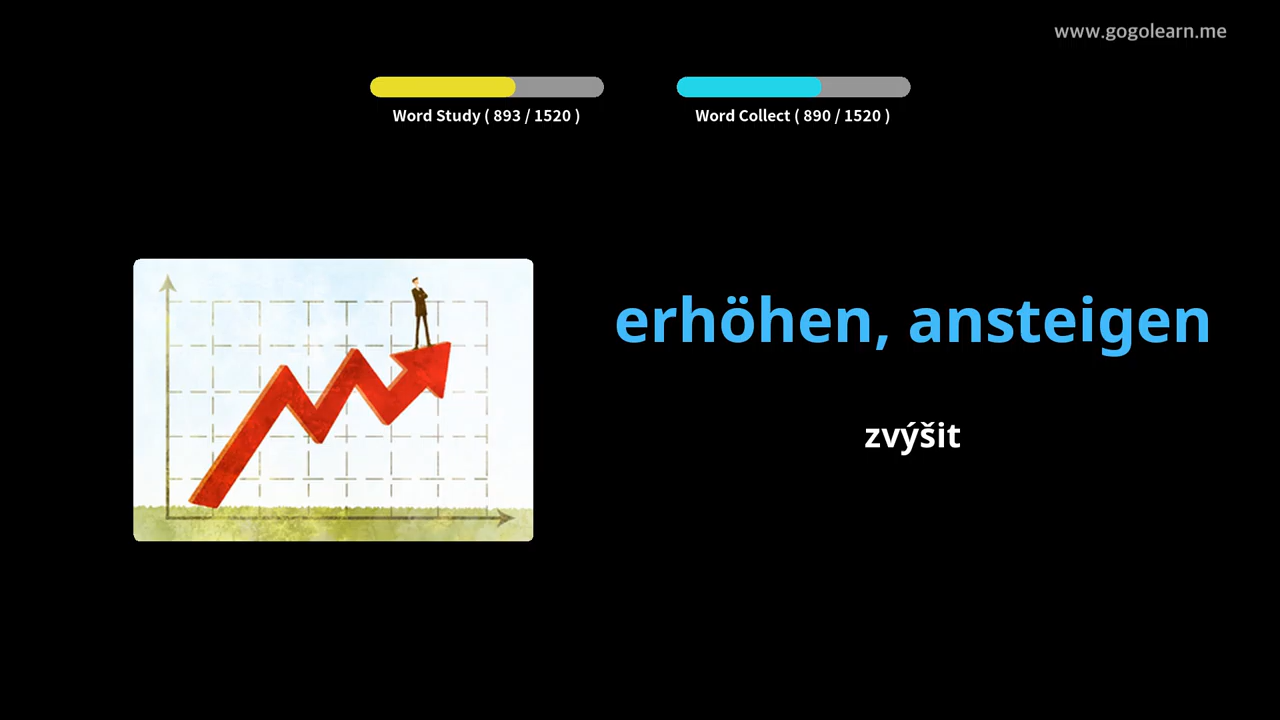 www.gogolearn.me
Word Study ( 893 / 1520 )
Word Collect ( 890 / 1520 )
erhöhen, ansteigen
zvýšit